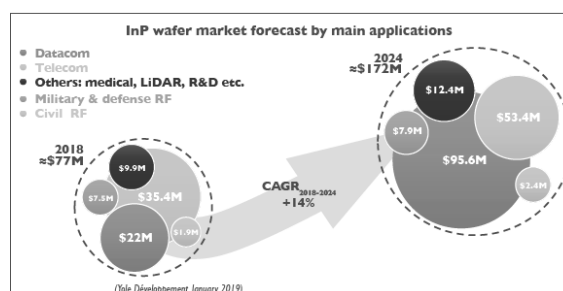 InP wafer market forecast by main applications
Datacom
Telecom
Others: medical, LiDAR, R&D etc.
Military & defense RF
Civil RF
2018
≈$77M
$9.9M
$7.5M
$35.4M
$22M
$1.9M
CAGR2018-2024
+14%
2024
≈$172M
$12.4M
$7.9M
$53.4M
$95.6M
$2.4M
(Yole Développement, January 2019)